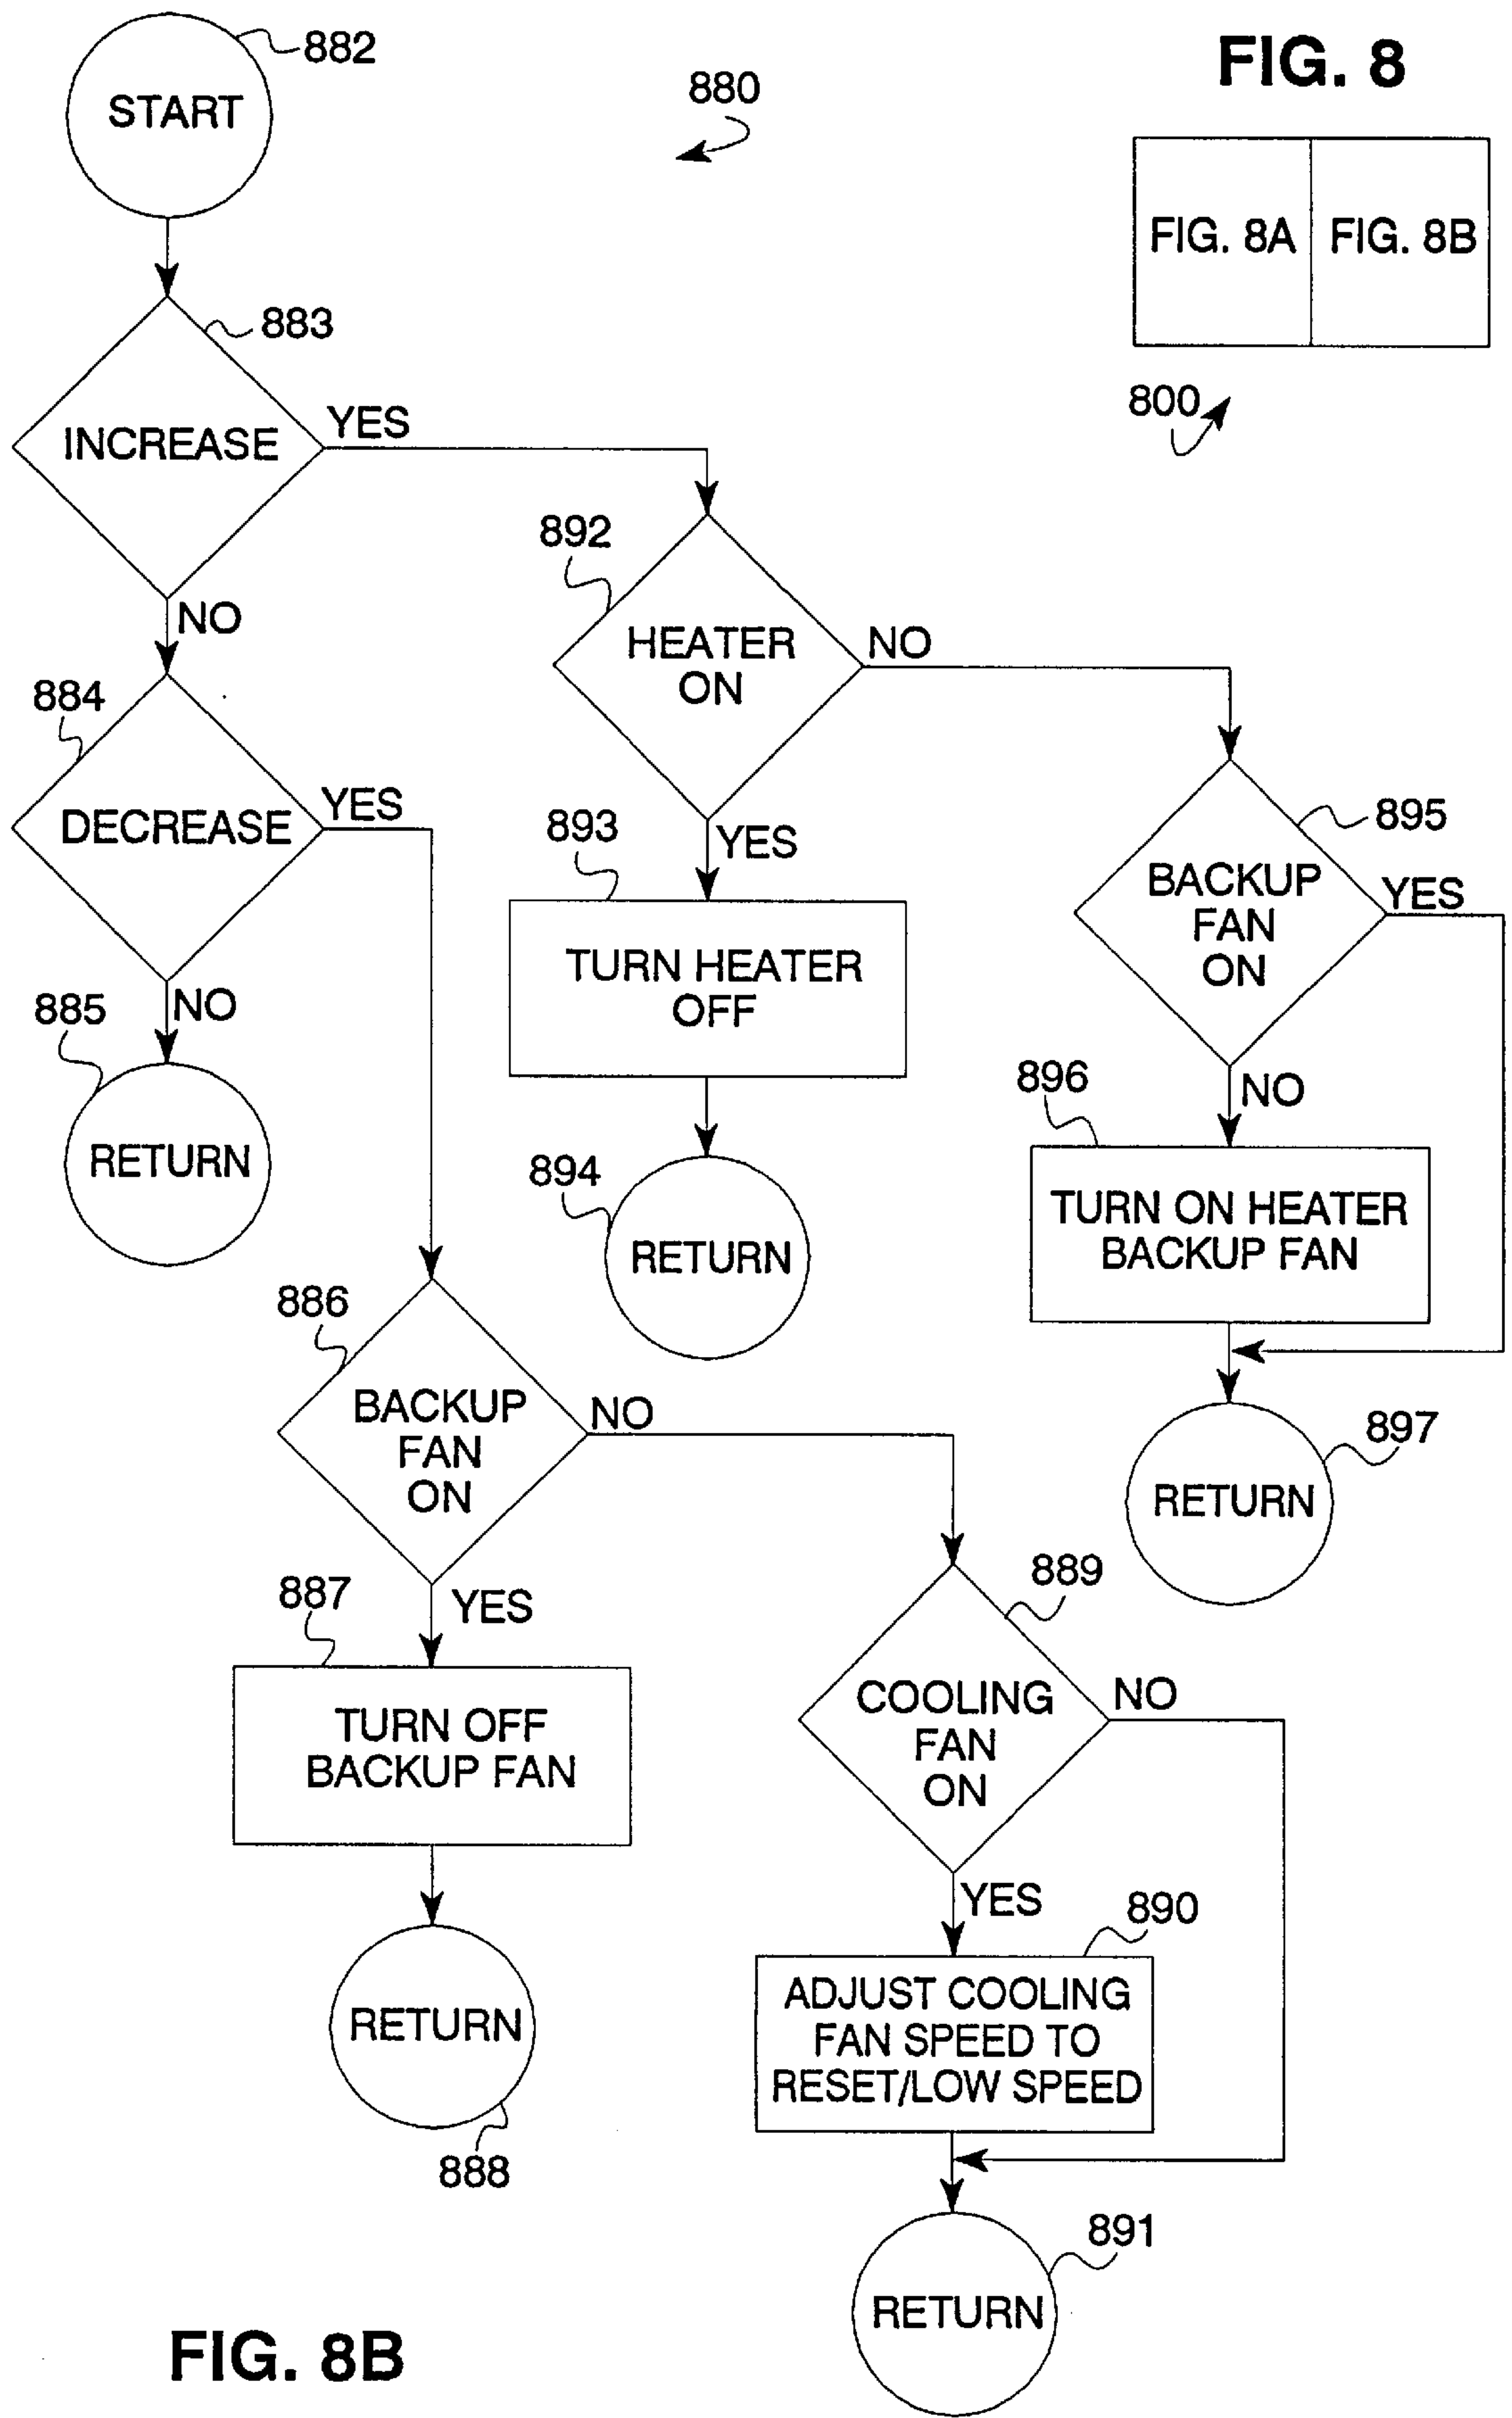 882
FIG. 8
START
880
FIG. 8A
FIG. 8B
800
883
INCREASE
YES
NO
892
HEATER
ON
NO
YES
884
DECREASE
YES
NO
893
TURN HEATER
OFF
895
BACKUP
FAN
ON
YES
NO
885
RETURN
894
RETURN
896
TURN ON HEATER
BACKUP FAN
897
RETURN
886
BACKUP
FAN
ON
NO
YES
887
TURN OFF
BACKUP FAN
RETURN
888
889
COOLING
FAN
ON
NO
YES
890
ADJUST COOLING
FAN SPEED TO
RESET/LOW SPEED
891
RETURN
FIG. 8B